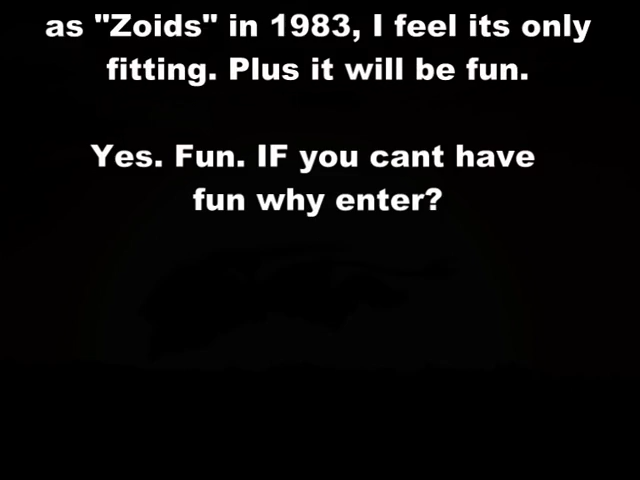 as "Zoids" in 1983, I feel its only
fitting. Plus it will be fun.
Yes. Fun. IF you cant have
fun why enter?